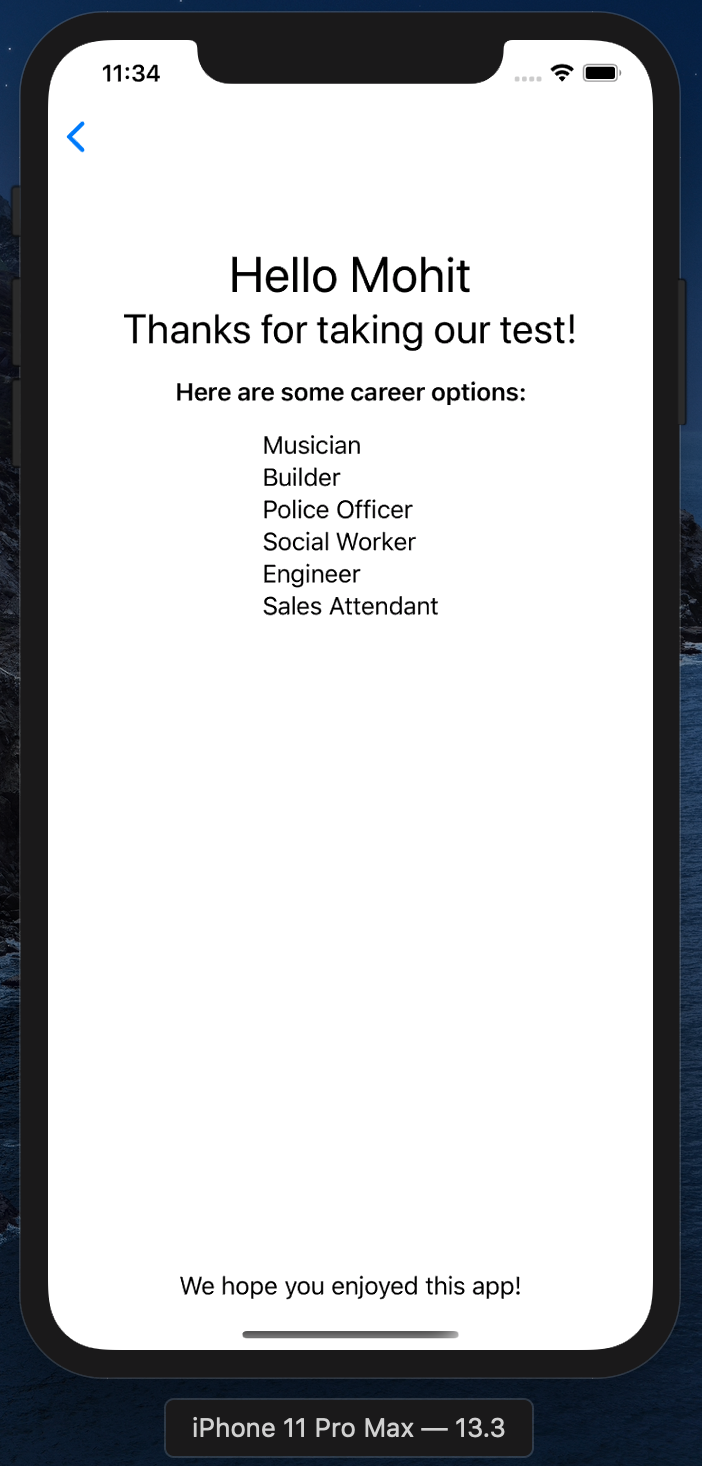 11:34
Hello Mohit
Thanks for taking our test!
Here are some career options:
Musician
Builder
Police Officer
Social Worker
Engineer
Sales Attendant
We hope you enjoyed this app!
iPhone 11 Pro Max — 13.3